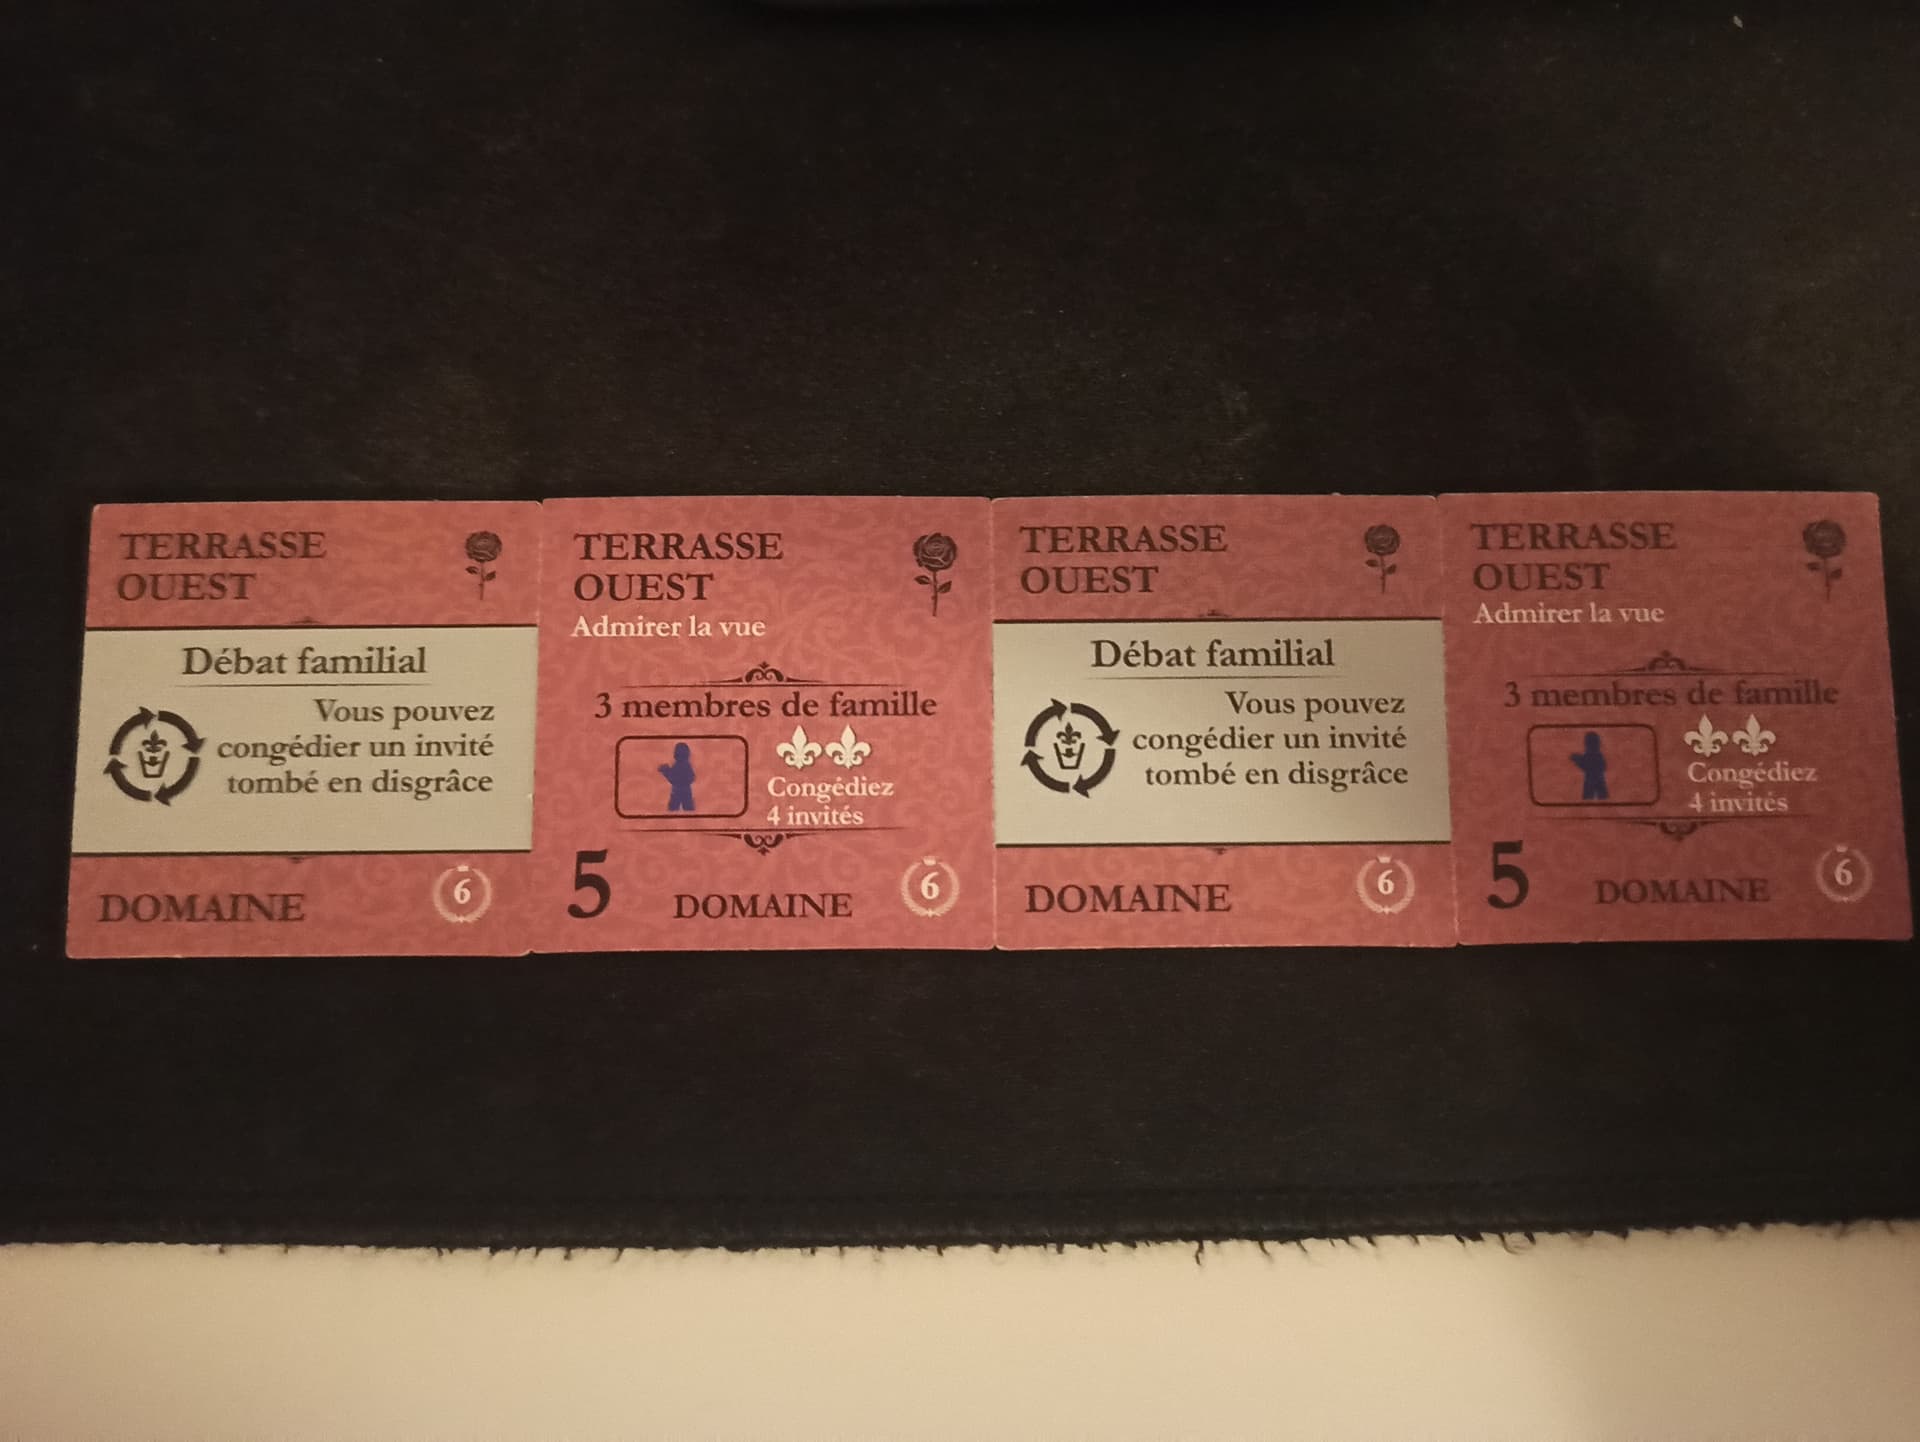 TERRASSE
OUEST
Débat familial
Vous pouvez
congédier un invité
tombé en disgrâce
DOMAINE
6
TERRASSE
OUEST
Admirer la vue
3 membres de famille
Congédiez
4 invités
5
DOMAINE
6
TERRASSE
OUEST
Débat familial
Vous pouvez
congédier un invité
tombé en disgrâce
DOMAINE
6
TERRASSE
OUEST
Admirer la vue
3 membres de famille
Congédiez
4 invités
5
DOMAINE
6